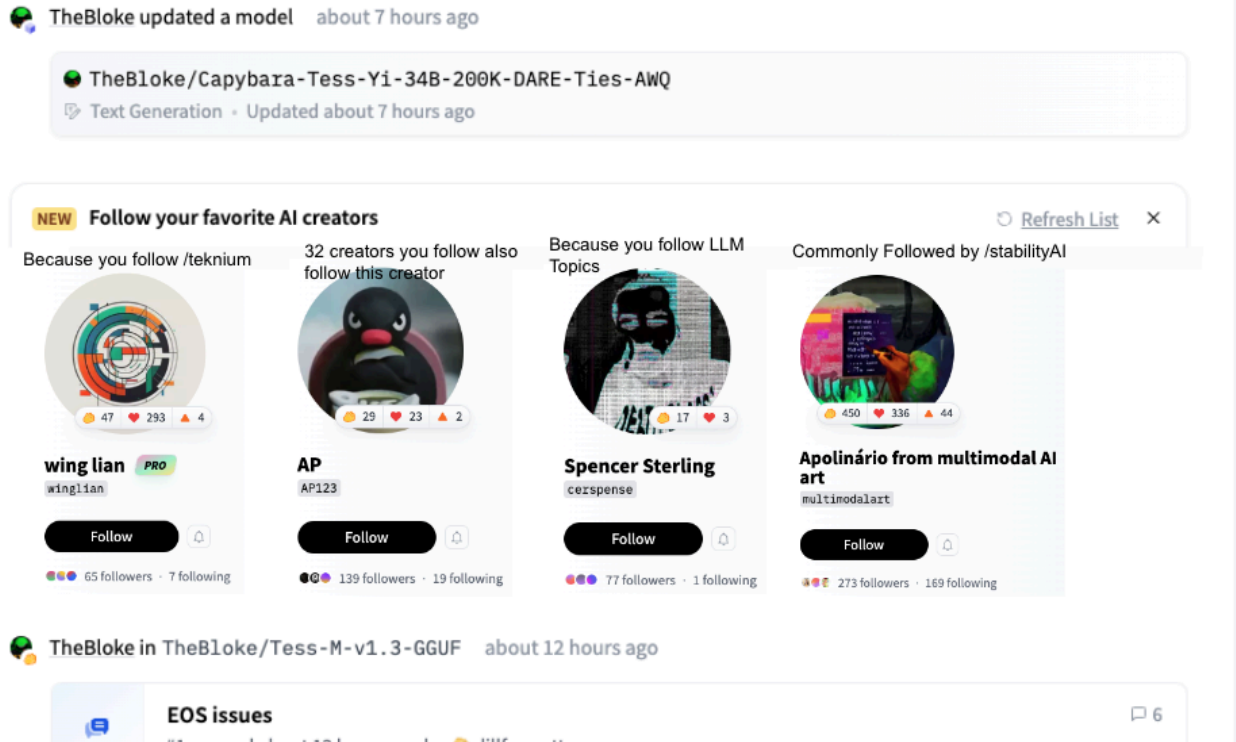 TheBloke updated a model about 7 hours ago
TheBloke/Capybara-Tess-Yi-34B-200K-DARE-Ties-AWQ
Text Generation • Updated about 7 hours ago
NEW Follow your favorite AI creators Refresh List
Because you follow /teknium
32 creators you follow also
follow this creator
Because you follow LLM
Topics
Commonly Followed by /stabilityAI
47 293 4
29 23 2
17 3
450 336 44
wing lian PRO
winglian
Follow
65 followers · 7 following
AP
AP123
Follow
139 followers · 19 following
Spencer Sterling
cerspense
Follow
77 followers · 1 following
Apolinário from multimodal AI
art
multimodalart
Follow
273 followers · 169 following
TheBloke in TheBloke/Tess-M-v1.3-GGUF about 12 hours ago
EOS issues 6